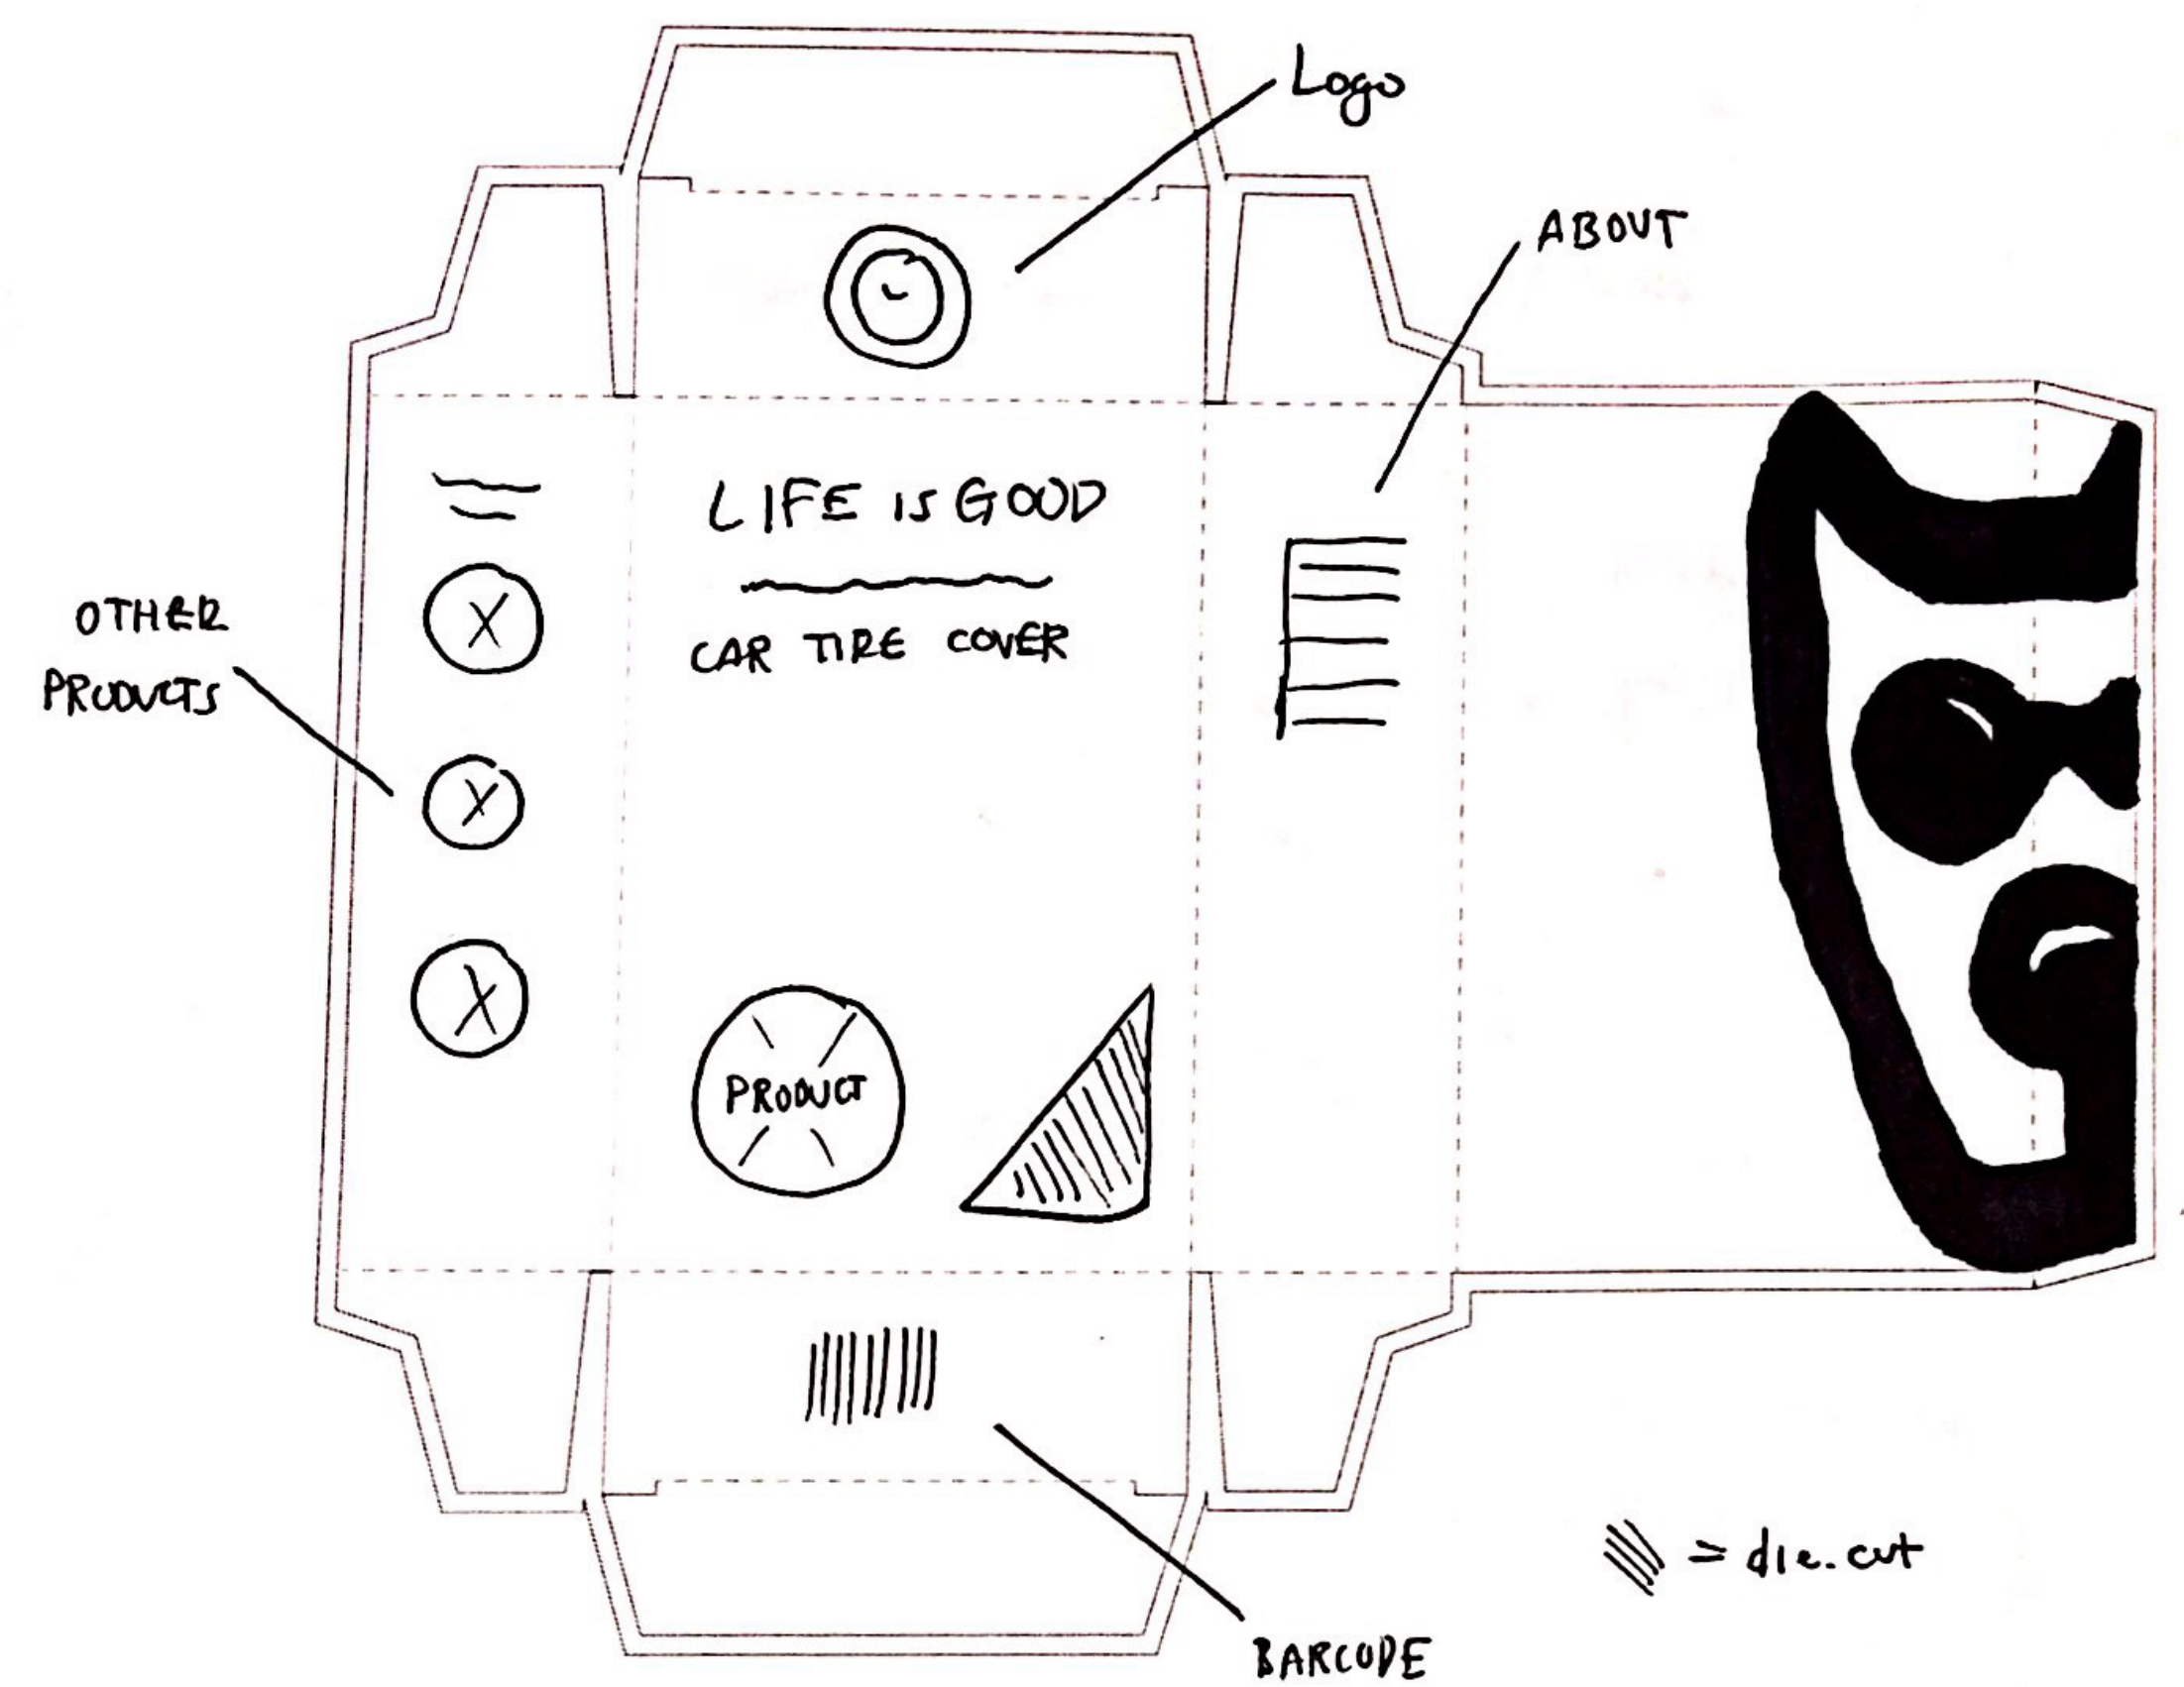 Logo
ABOUT
LIFE IS GOOD
CAR TIRE COVER
OTHER
PRODUCTS
X
X
X
PRODUCT
= die-cut
BARCODE